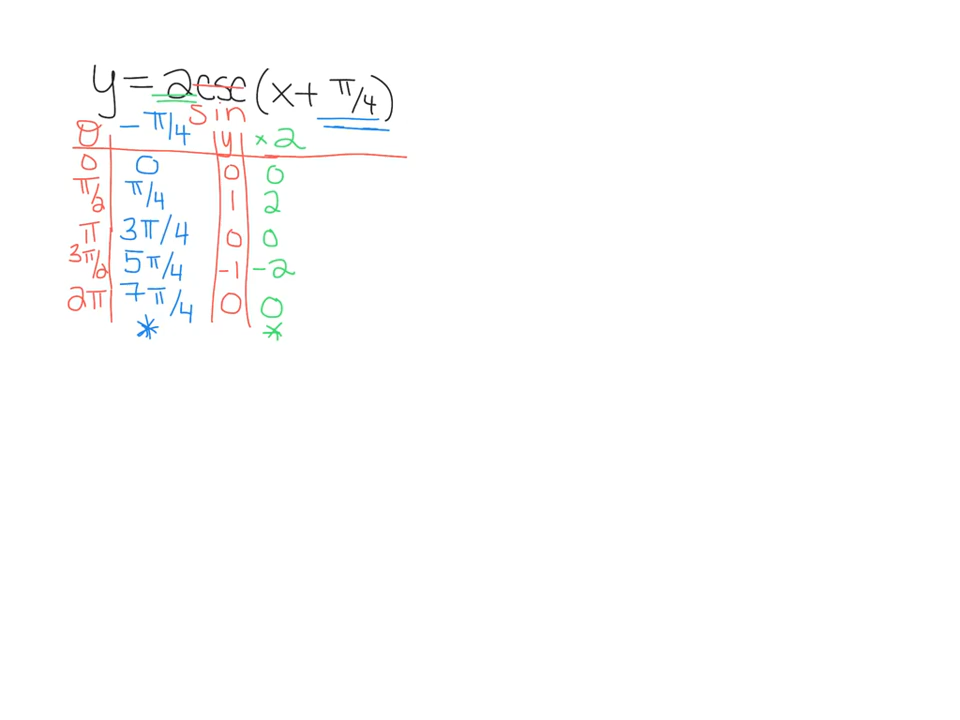 y = 2csc(x + π/4)
sin
θ -π/4 y ×2
0 0 0 0
π/2 π/4 1 2
π 3π/4 0 0
3π/2 5π/4 -1 -2
2π 7π/4 0 0
* *